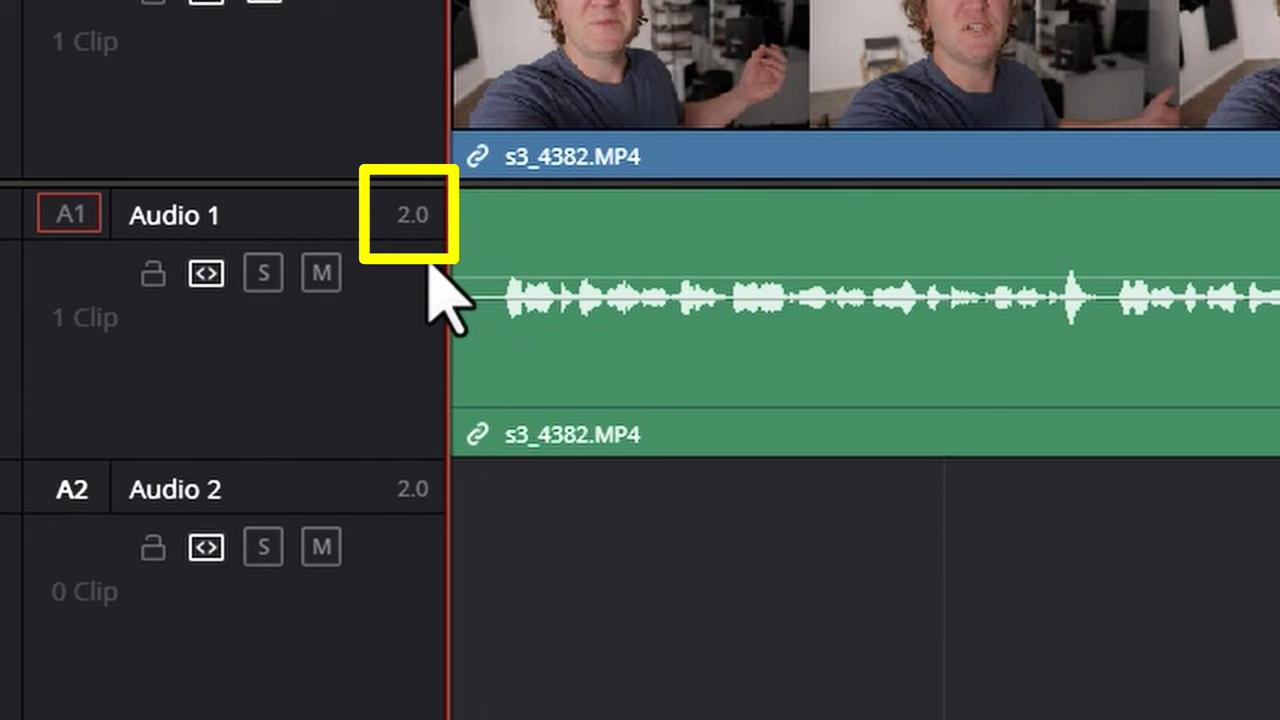 1 Clip
s3_4382.MP4
A1 Audio 1 2.0
S M
1 Clip
s3_4382.MP4
A2 Audio 2 2.0
S M
0 Clip